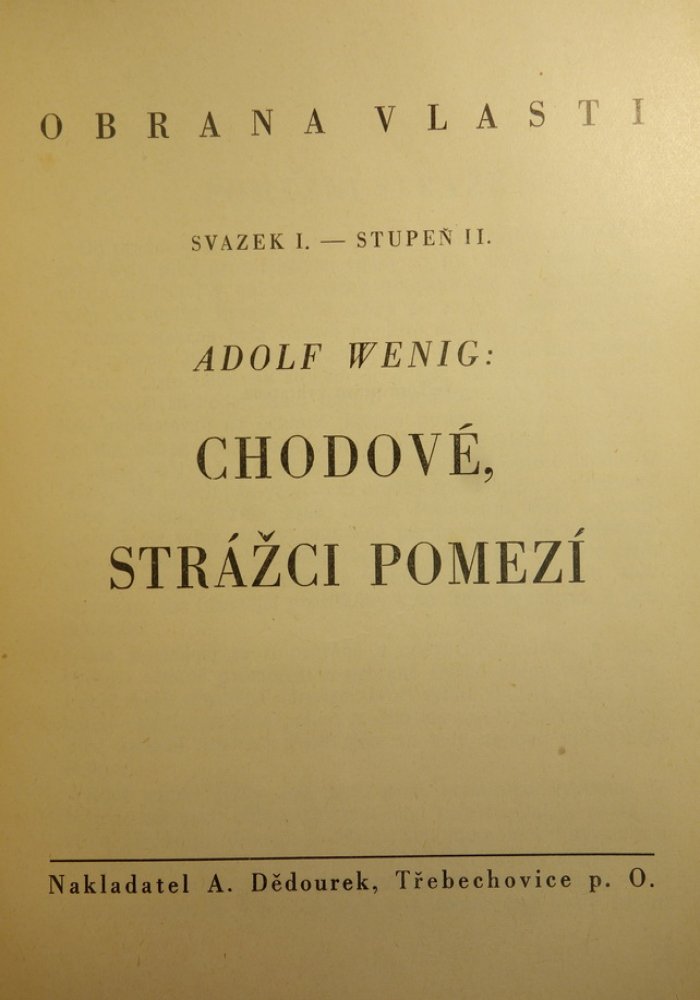 OBRANA VLASTI
SVAZEK I. — STUPEŇ II.
ADOLF WENIG:
CHODOVÉ,
STRÁŽCI POMEZÍ
Nakladatel A. Dědourek, Třebechovice p. O.